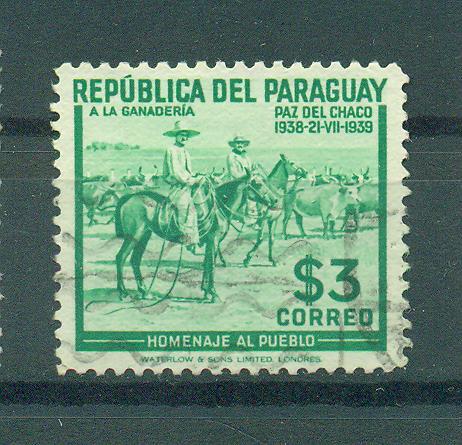 REPÚBLICA DEL PARAGUAY
A LA GANADERÍA
PAZ DEL CHACO
1938-21-VII-1939
$3
CORREO
HOMENAJE AL PUEBLO
WATERLOW & SONS LIMITED, LONDRES.